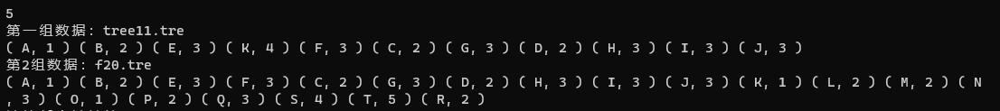 5
第一组数据: tree11.tre
( A, 1 ) ( B, 2 ) ( E, 3 ) ( K, 4 ) ( F, 3 ) ( C, 2 ) ( G, 3 ) ( D, 2 ) ( H, 3 ) ( I, 3 ) ( J, 3 )
第2组数据: f20.tre
( A, 1 ) ( B, 2 ) ( E, 3 ) ( F, 3 ) ( C, 2 ) ( G, 3 ) ( D, 2 ) ( H, 3 ) ( I, 3 ) ( J, 3 ) ( K, 1 ) ( L, 2 ) ( M, 2 ) ( N
, 3 ) ( O, 1 ) ( P, 2 ) ( Q, 3 ) ( S, 4 ) ( T, 5 ) ( R, 2 )